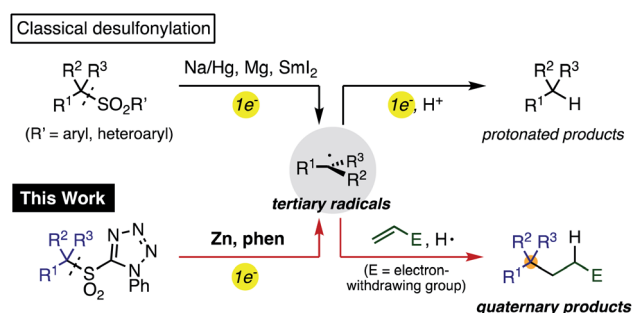 Classical desulfonylation
R² R³
R¹ SO₂R'
(R' = aryl, heteroaryl)
Na/Hg, Mg, SmI₂
1e⁻
1e⁻, H⁺
R² R³
R¹ H
protonated products
R¹ · R³
R²
tertiary radicals
This Work
R² R³
R¹ S
O₂
N N
N
N
Ph
Zn, phen
1e⁻
E , H·
(E = electron-
withdrawing group)
R² R³ H
R¹ E
quaternary products